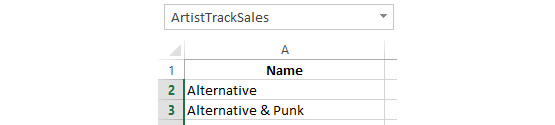 ArtistTrackSales
A
1 Name
2 Alternative
3 Alternative & Punk